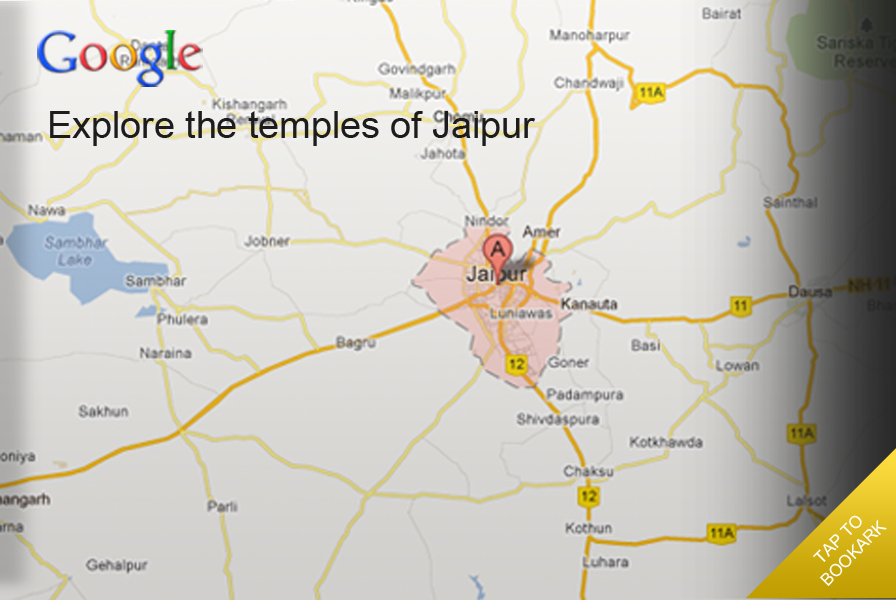 Bairat
Manoharpur
Google
Sariska Ti
Reserve
Govindgarh
Chandwaji
Malikpur
11A
Kishangarh
Renwal
Explore the temples of Jaipur
Chomu
naman
Jahota
Sainthal
Nawa
Nindor
Amer
Jobner
Sambhar
Lake
A
Jaipur
Sambhar
NH 11
Dausa
Kanauta
11
Bha
Luniawas
Phulera
Bagru
Basi
Naraina
12
Goner
Lowan
Padampura
Sakhun
Shivdaspura
11A
Kotkhawda
oniya
Chaksu
angarh
12
Lalsot
Parli
arna
Kothun
11A
TAP TO
BOOKARK
Gehalpur
Luhara